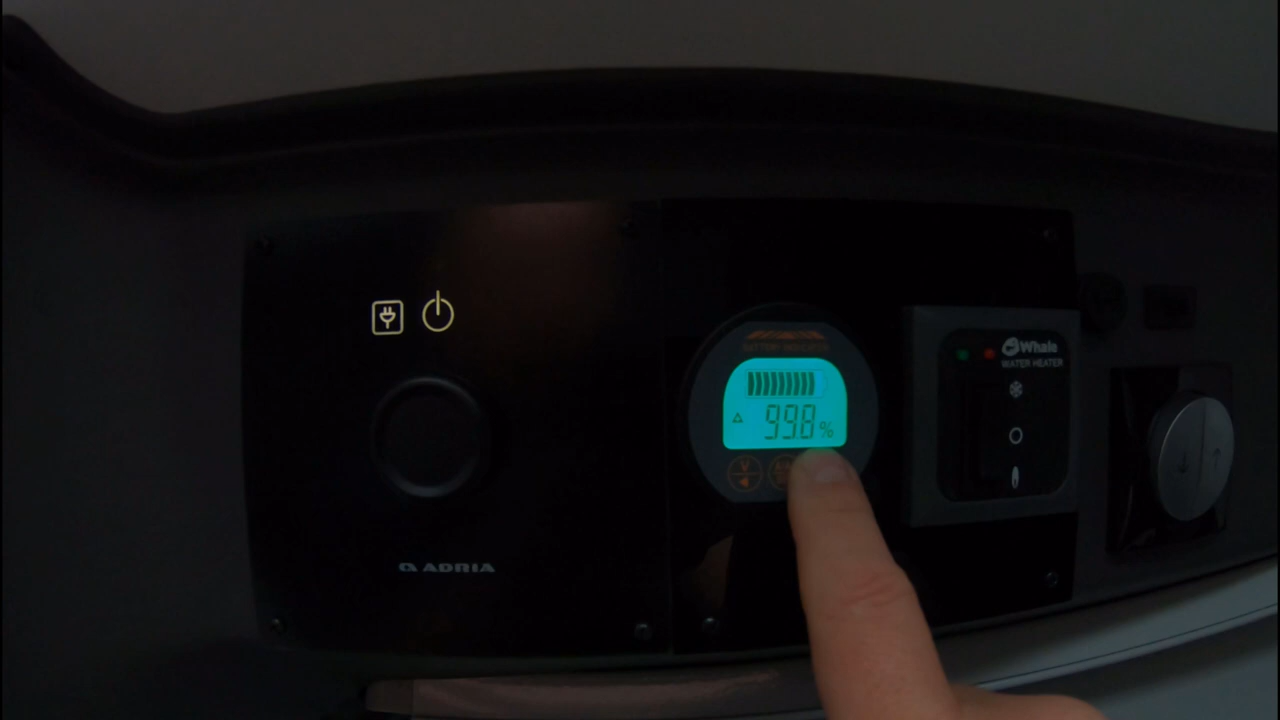 BATTERY INDICATOR
99.8%
V
Whale
WATER HEATER
ADRIA